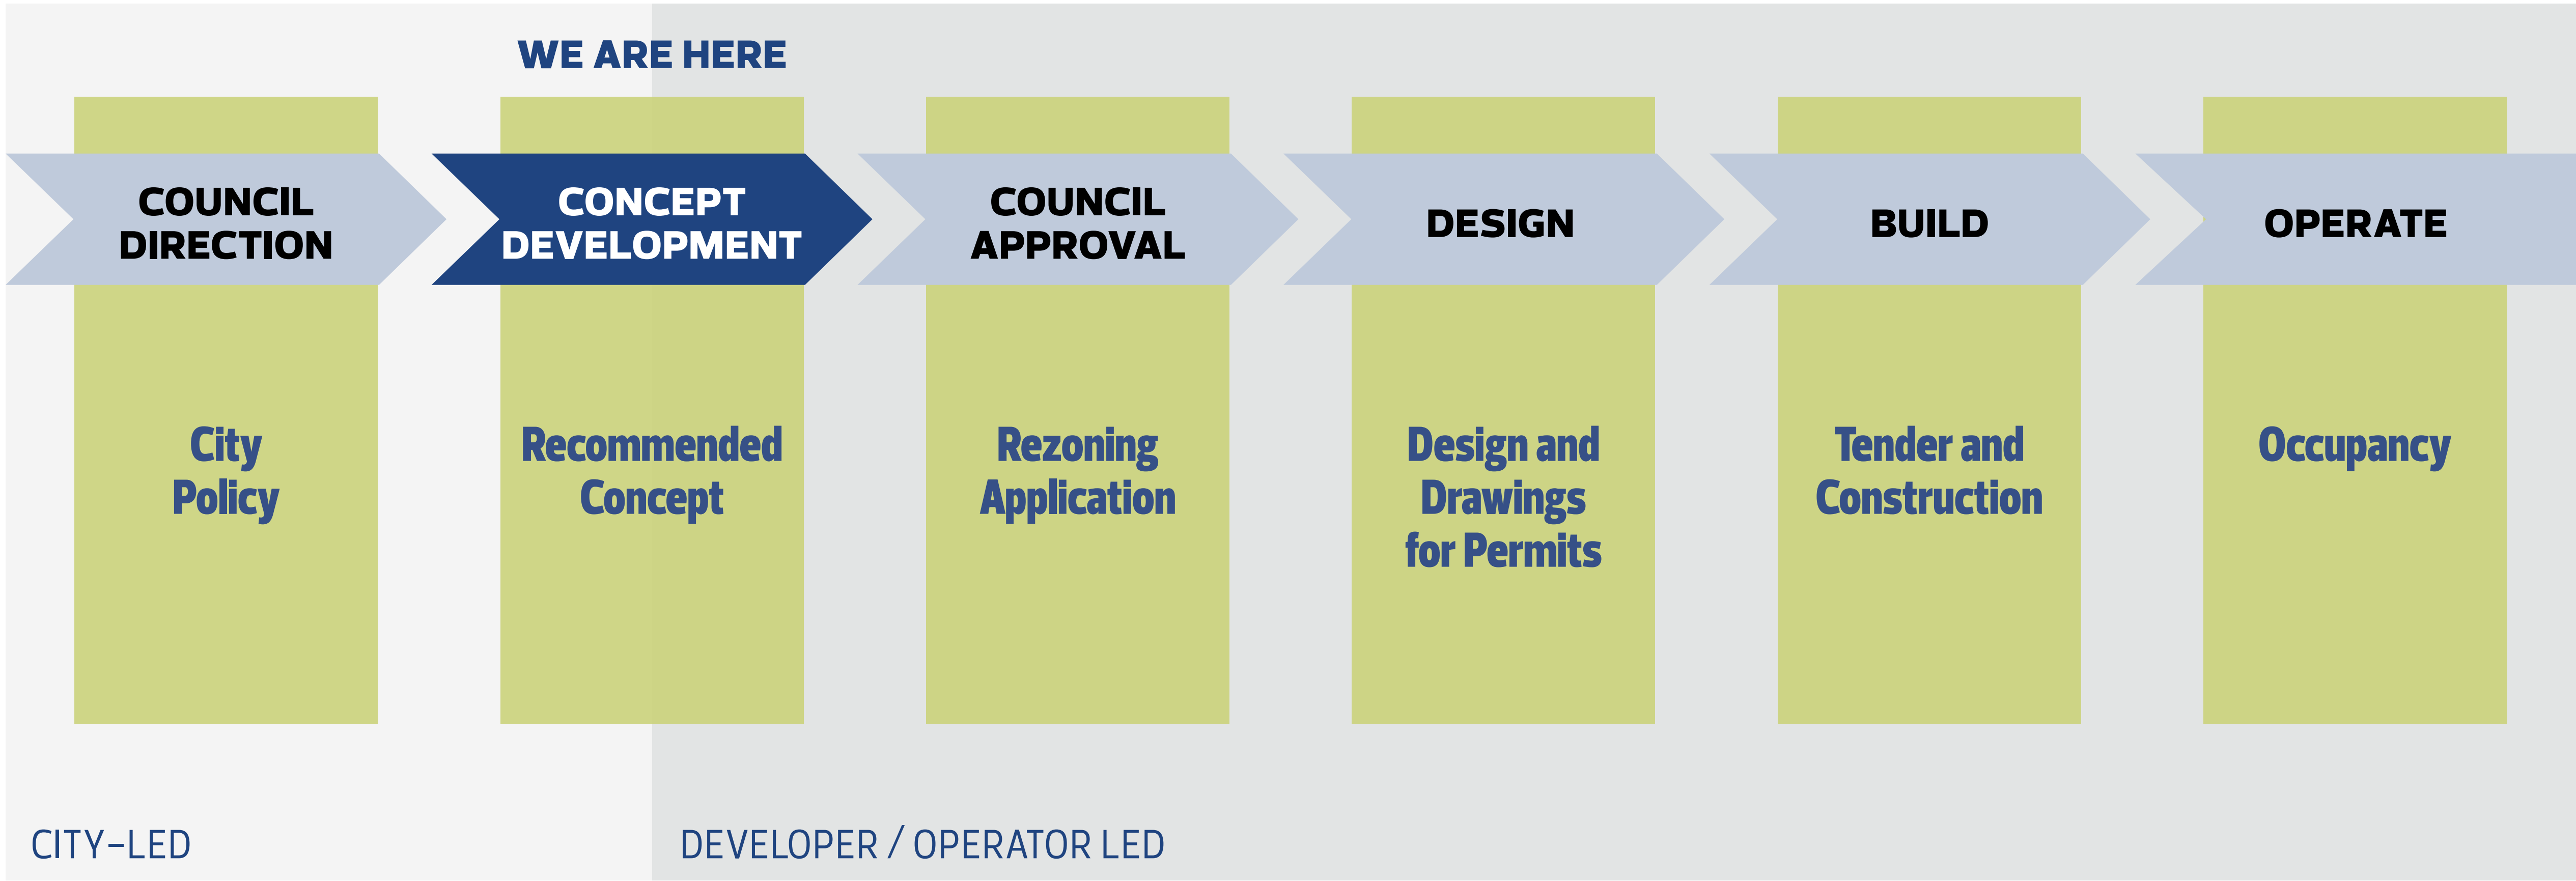 WE ARE HERE
COUNCIL
DIRECTION
CONCEPT
DEVELOPMENT
COUNCIL
APPROVAL
DESIGN
BUILD
OPERATE
City
Policy
Recommended
Concept
Rezoning
Application
Design and
Drawings
for Permits
Tender and
Construction
Occupancy
CITY-LED
DEVELOPER / OPERATOR LED